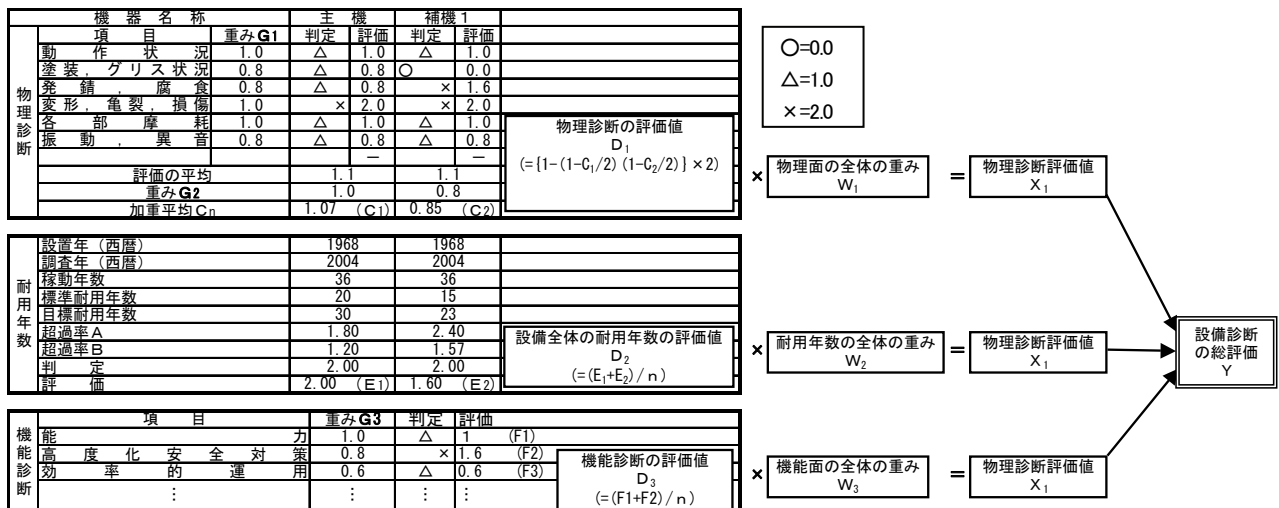 機器名称 主機 補機1
項目 重みG1 判定 評価 判定 評価
物理診断
動作状況 1.0 △ 1.0 △ 1.0
塗装,グリス状況 0.8 △ 0.8 ○ 0.0
発錆,腐食 0.8 △ 0.8 × 1.6
変形,亀裂,損傷 1.0 × 2.0 × 2.0
各部摩耗 1.0 △ 1.0 △ 1.0
振動,異音 0.8 △ 0.8 △ 0.8
— —
評価の平均 1.1 1.1
重みG2 1.0 0.8
加重平均Cn 1.07 (C1) 0.85 (C2)
物理診断の評価値
D1
(={1-(1-C1/2)(1-C2/2)}×2)
○=0.0
△=1.0
×=2.0
× 物理面の全体の重み = 物理診断評価値
W1 X1
耐用年数
設置年(西暦) 1968 1968
調査年(西暦) 2004 2004
稼動年数 36 36
標準耐用年数 20 15
目標耐用年数 30 23
超過率A 1.80 2.40
超過率B 1.20 1.57
判定 2.00 2.00
評価 2.00 (E1) 1.60 (E2)
設備全体の耐用年数の評価値
D2
(=(E1+E2)/n)
× 耐用年数の全体の重み = 物理診断評価値
W2 X1
設備診断
の総評価
Y
機能診断
項目 重みG3 判定 評価
能力 1.0 △ 1 (F1)
高度化安全対策 0.8 × 1.6 (F2)
効率的運用 0.6 △ 0.6 (F3)
⋮ ⋮ ⋮ ⋮
機能診断の評価値
D3
(=(F1+F2)/n)
× 機能面の全体の重み = 物理診断評価値
W3 X1